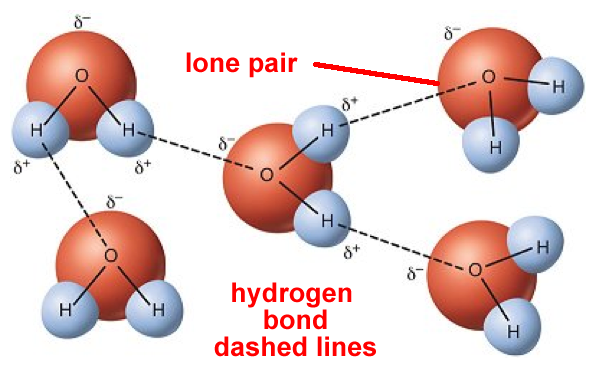 δ⁻
O
H
H
δ⁺
δ⁺
lone pair
δ⁻
O
H
H
δ⁻
O
H
H
δ⁺
δ⁺
δ⁻
O
H
H
δ⁻
O
H
H
hydrogen
bond
dashed lines